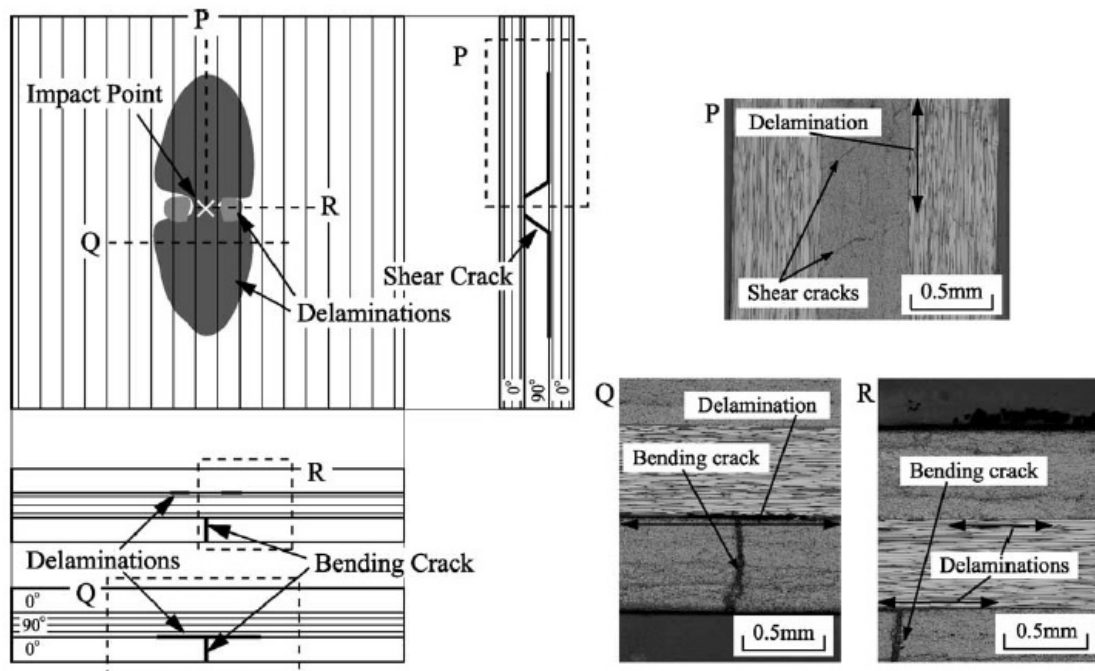 P
Impact Point
R
Q
Delaminations
P
Shear Crack
0°
90°
0°
P
Delamination
Shear cracks
0.5mm
R
Delaminations
Bending Crack
Q
0°
90°
0°
Q
Delamination
Bending crack
0.5mm
R
Bending crack
Delaminations
0.5mm